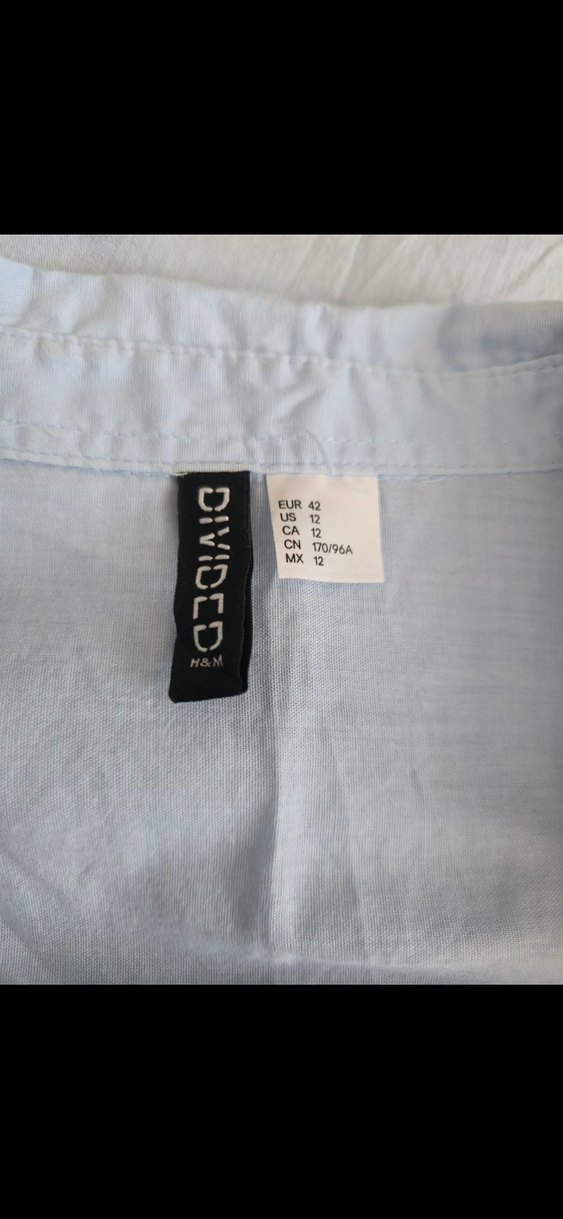 DIVIDED
H&M
EUR 42
US 12
CA 12
CN 170/96A
MX 12